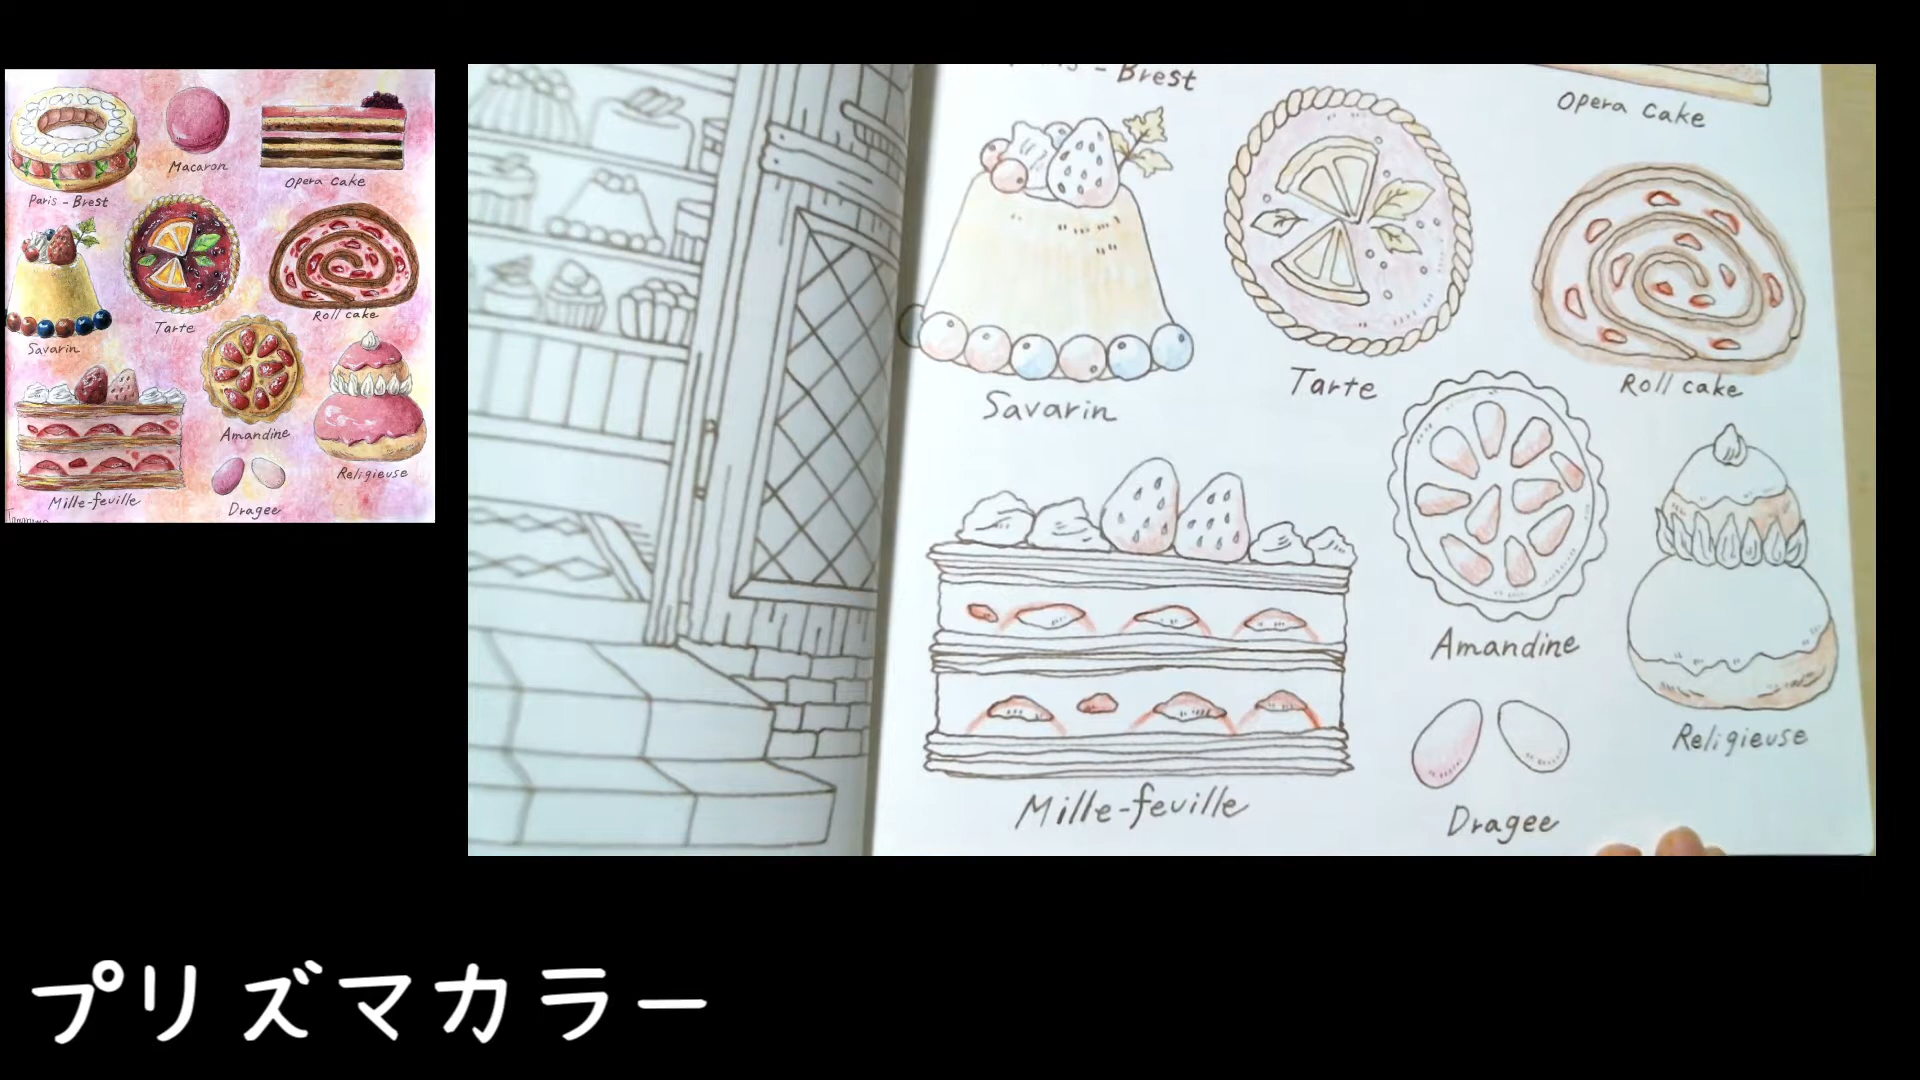 Macaron
Opera Cake
Paris - Brest
Tarte
Roll cake
Savarin
Amandine
Religieuse
Mille-feuille
Dragee
Brest
Opera Cake
Savarin
Tarte
Roll cake
Amandine
Religieuse
Mille-feuille
Dragee
プリズマカラー